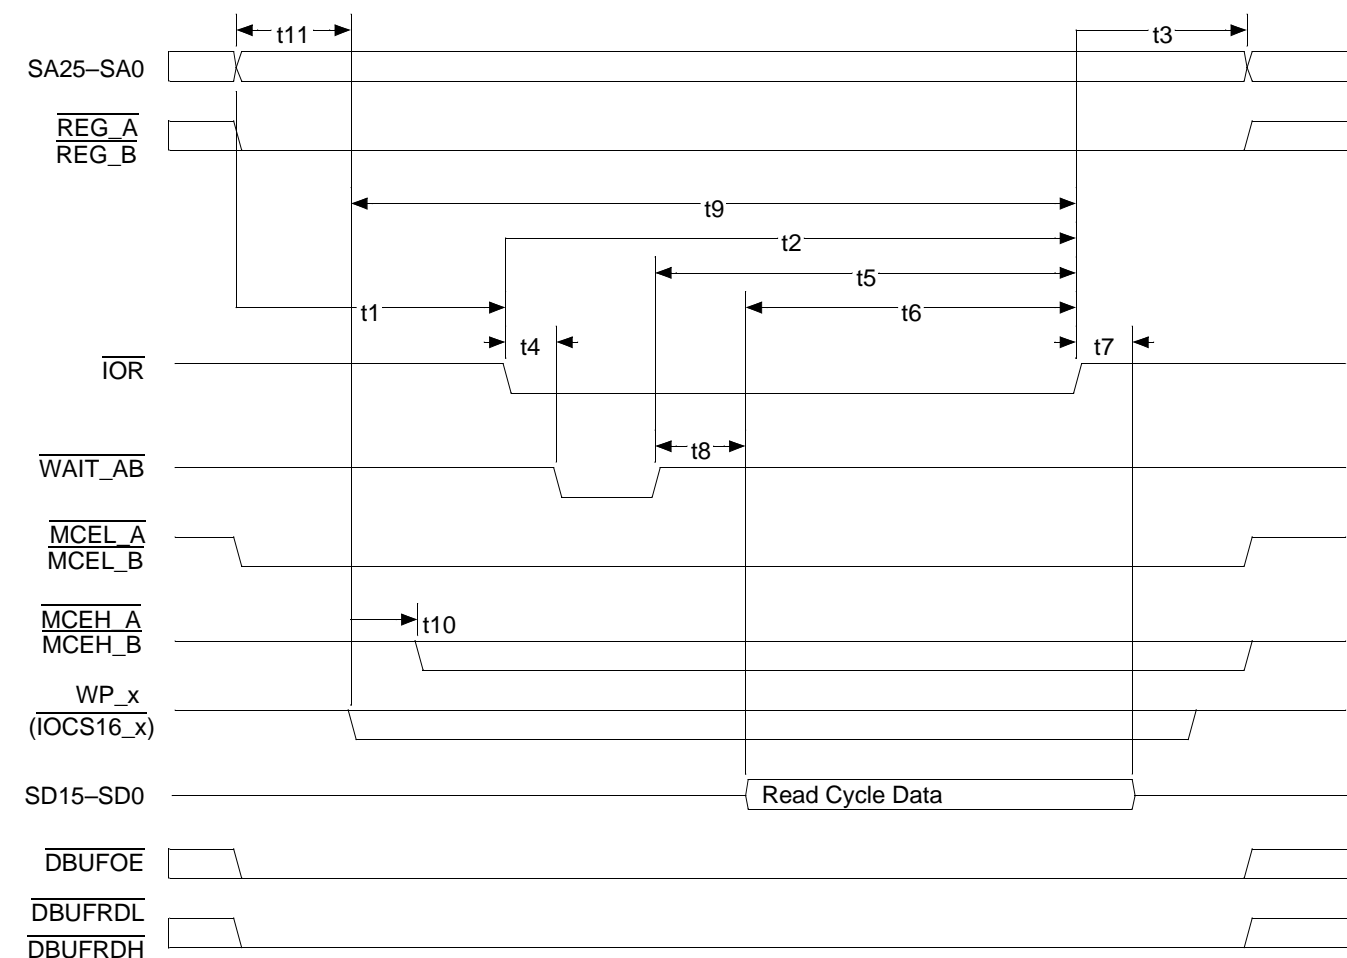 t11
t3
SA25–SA0
REG_A
REG_B
t9
t2
t5
t1
t6
t4
t7
IOR
t8
WAIT_AB
MCEL_A
MCEL_B
MCEH_A
t10
MCEH_B
WP_x
(IOCS16_x)
SD15–SD0
Read Cycle Data
DBUFOE
DBUFRDL
DBUFRDH